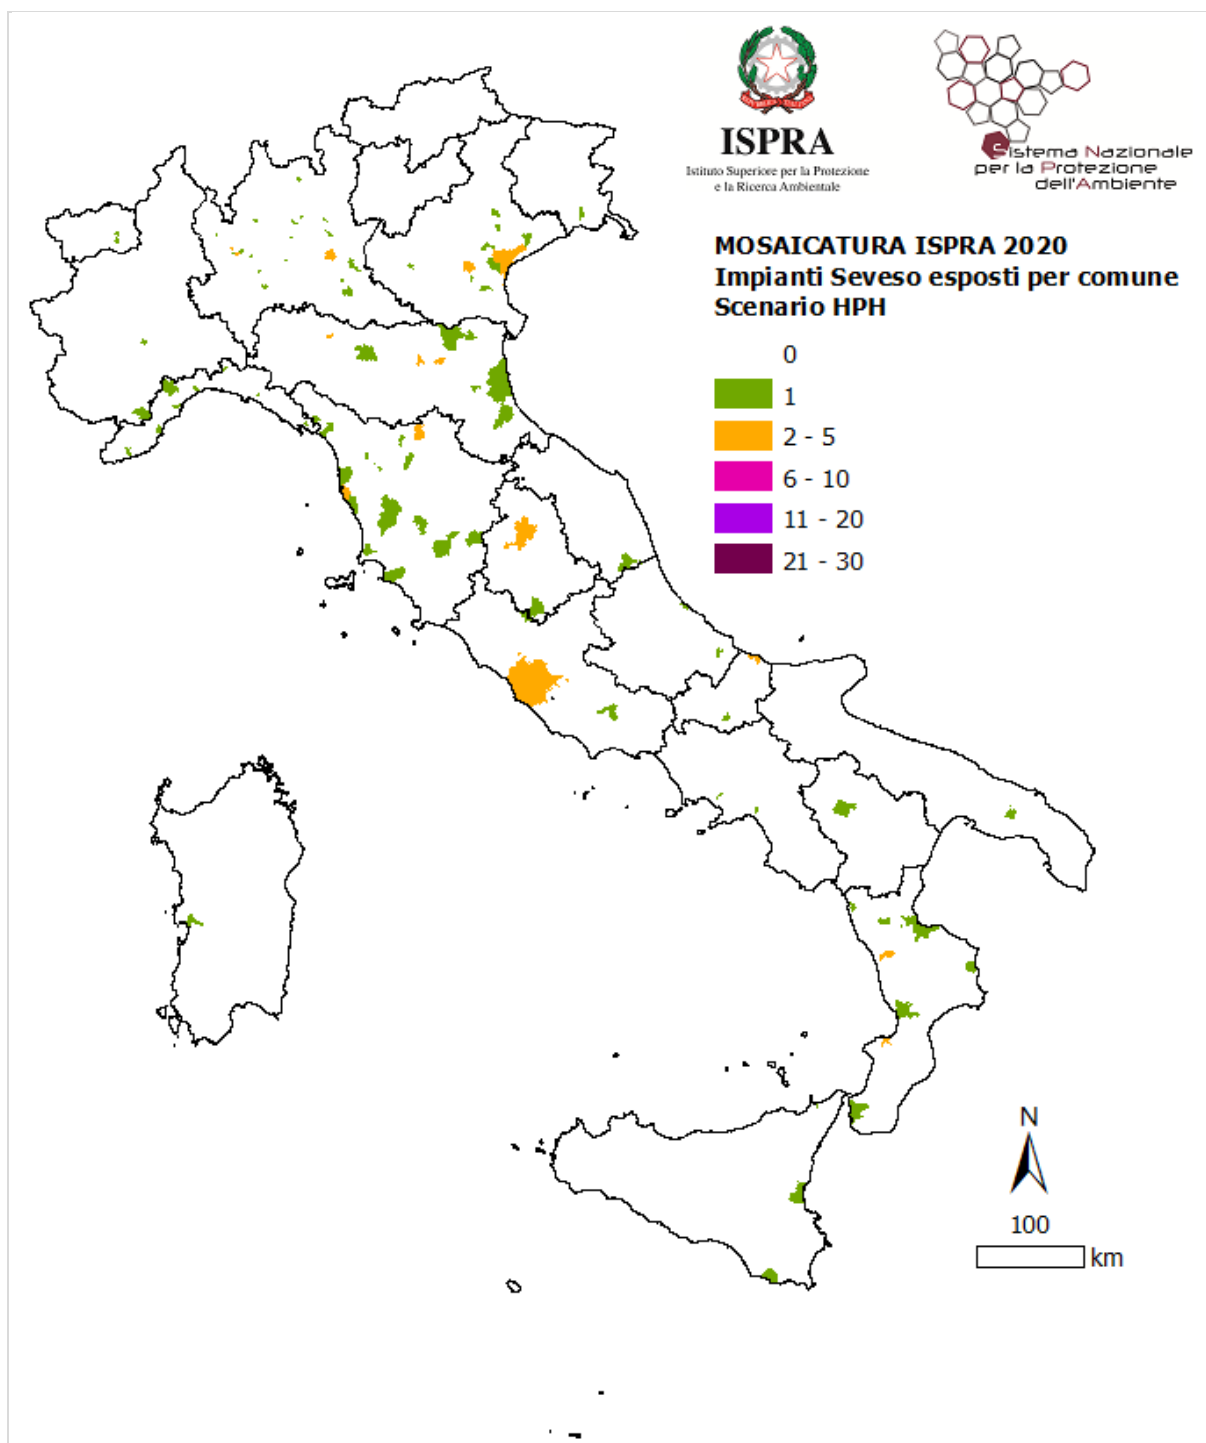 ISPRA
Istituto Superiore per la Protezione
e la Ricerca Ambientale
Sistema Nazionale
per la Protezione
dell'Ambiente
MOSAICATURA ISPRA 2020
Impianti Seveso esposti per comune
Scenario HPH
0
1
2 - 5
6 - 10
11 - 20
21 - 30
N
100
km